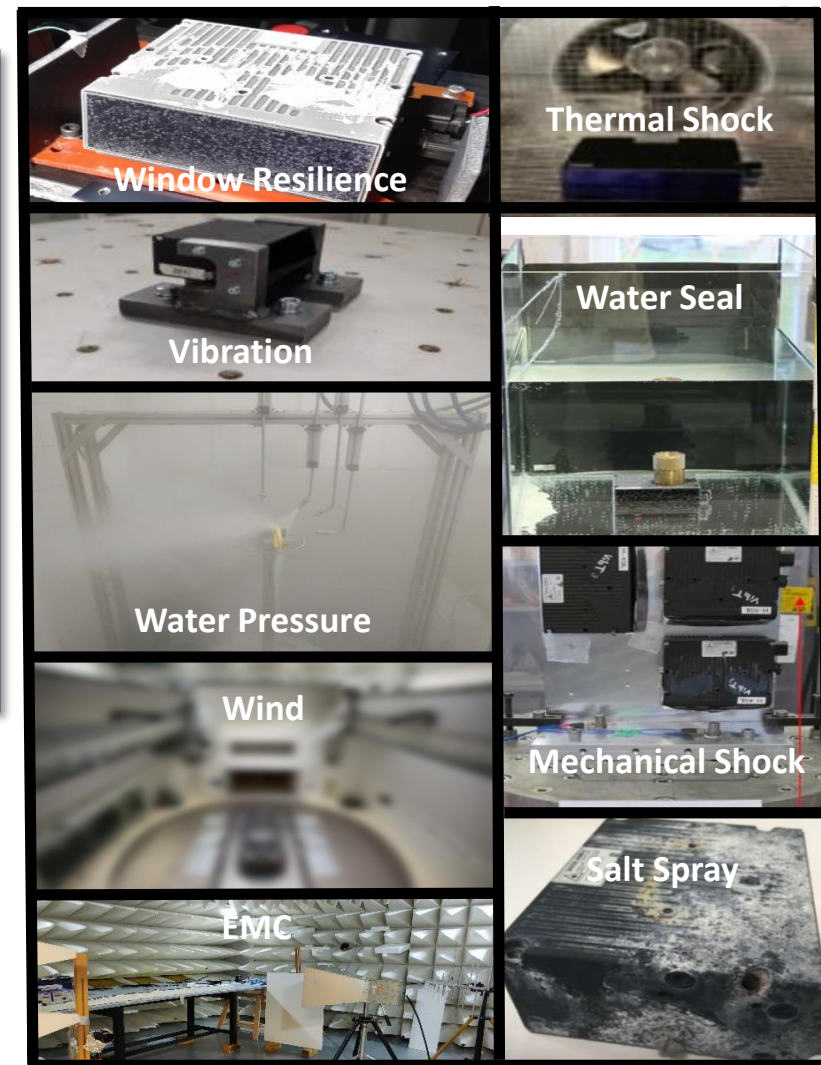 Window Resilience
Thermal Shock
Vibration
Water Seal
Water Pressure
Wind
Mechanical Shock
EMC
Salt Spray